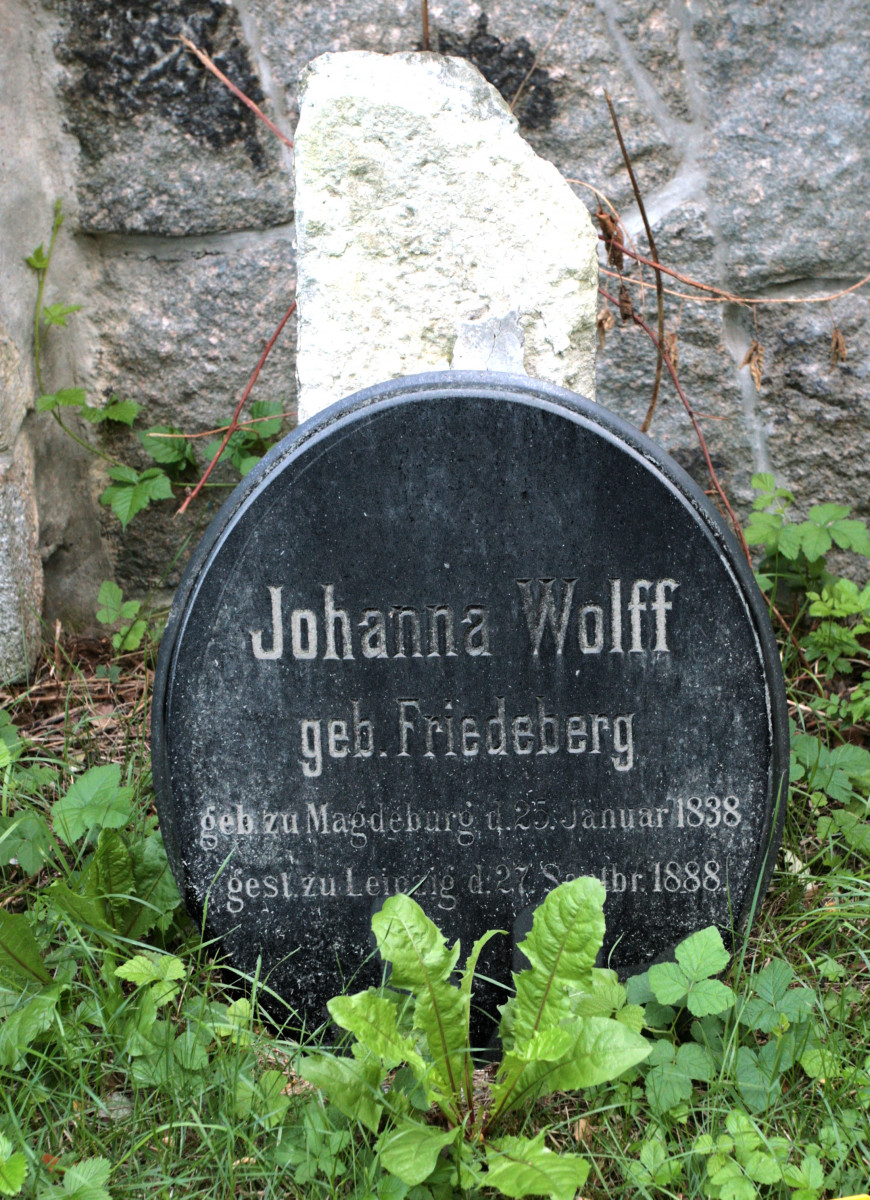 Johanna Wolff
geb. Friedeberg
geb. zu Magdeburg d. 25. Januar 1838
gest. zu Leipzig d. 27. Septbr. 1888.